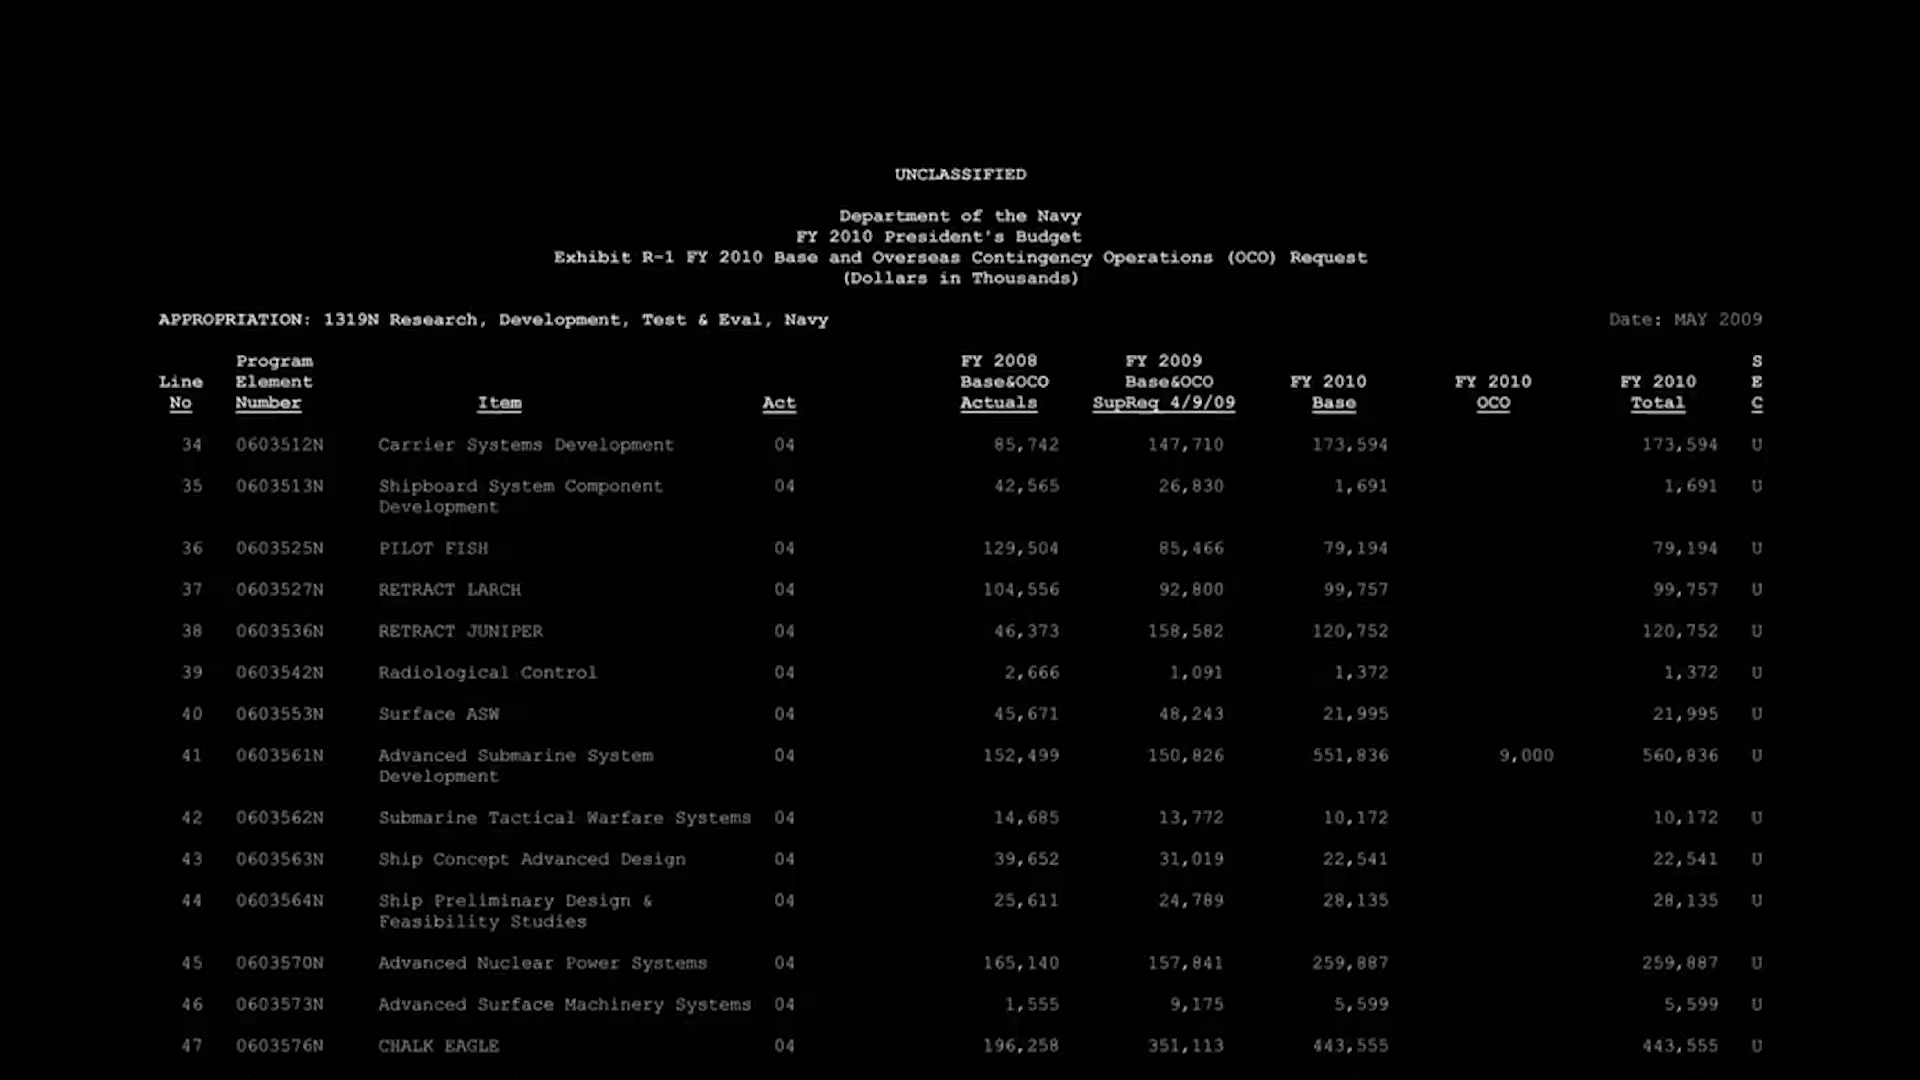 UNCLASSIFIED
Department of the Navy
FY 2010 President's Budget
Exhibit R-1 FY 2010 Base and Overseas Contingency Operations (OCO) Request
(Dollars in Thousands)
APPROPRIATION: 1319N Research, Development, Test & Eval, Navy Date: MAY 2009
Program FY 2008 FY 2009 S
Line Element Base&OCO Base&OCO FY 2010 FY 2010 FY 2010 E
No Number Item Act Actuals SupReq 4/9/09 Base OCO Total C
34 0603512N Carrier Systems Development 04 85,742 147,710 173,594 173,594 U
35 0603513N Shipboard System Component 04 42,565 26,830 1,691 1,691 U
Development
36 0603525N PILOT FISH 04 129,504 85,466 79,194 79,194 U
37 0603527N RETRACT LARCH 04 104,556 92,800 99,757 99,757 U
38 0603536N RETRACT JUNIPER 04 46,373 158,582 120,752 120,752 U
39 0603542N Radiological Control 04 2,666 1,091 1,372 1,372 U
40 0603553N Surface ASW 04 45,671 48,243 21,995 21,995 U
41 0603561N Advanced Submarine System 04 152,499 150,826 551,836 9,000 560,836 U
Development
42 0603562N Submarine Tactical Warfare Systems 04 14,685 13,772 10,172 10,172 U
43 0603563N Ship Concept Advanced Design 04 39,652 31,019 22,541 22,541 U
44 0603564N Ship Preliminary Design & 04 25,611 24,789 28,135 28,135 U
Feasibility Studies
45 0603570N Advanced Nuclear Power Systems 04 165,140 157,841 259,887 259,887 U
46 0603573N Advanced Surface Machinery Systems 04 1,555 9,175 5,599 5,599 U
47 0603576N CHALK EAGLE 04 196,258 351,113 443,555 443,555 U